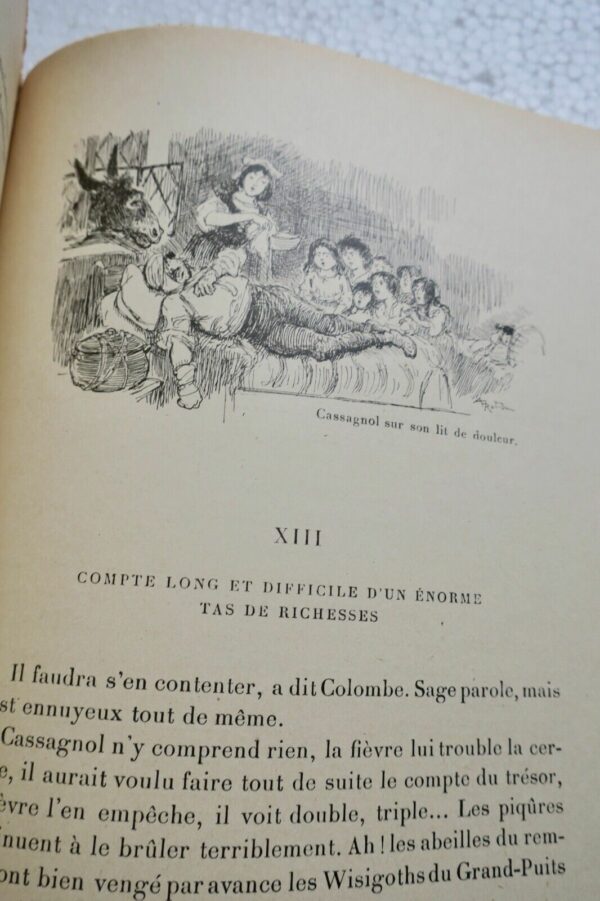 Cassagnol sur son lit de douleur.
XIII
COMPTE LONG ET DIFFICILE D'UN ÉNORME
TAS DE RICHESSES
Il faudra s'en contenter, a dit Colombe. Sage parole, mais
st ennuyeux tout de même.
Cassagnol n'y comprend rien, la fièvre lui trouble la cer-
e, il aurait voulu faire tout de suite le compte du trésor,
èvre l'en empêche, il voit double, triple... Les piqûres
nuent à le brûler terriblement. Ah ! les abeilles du rem-
ont bien vengé par avance les Wisigoths du Grand-Puits